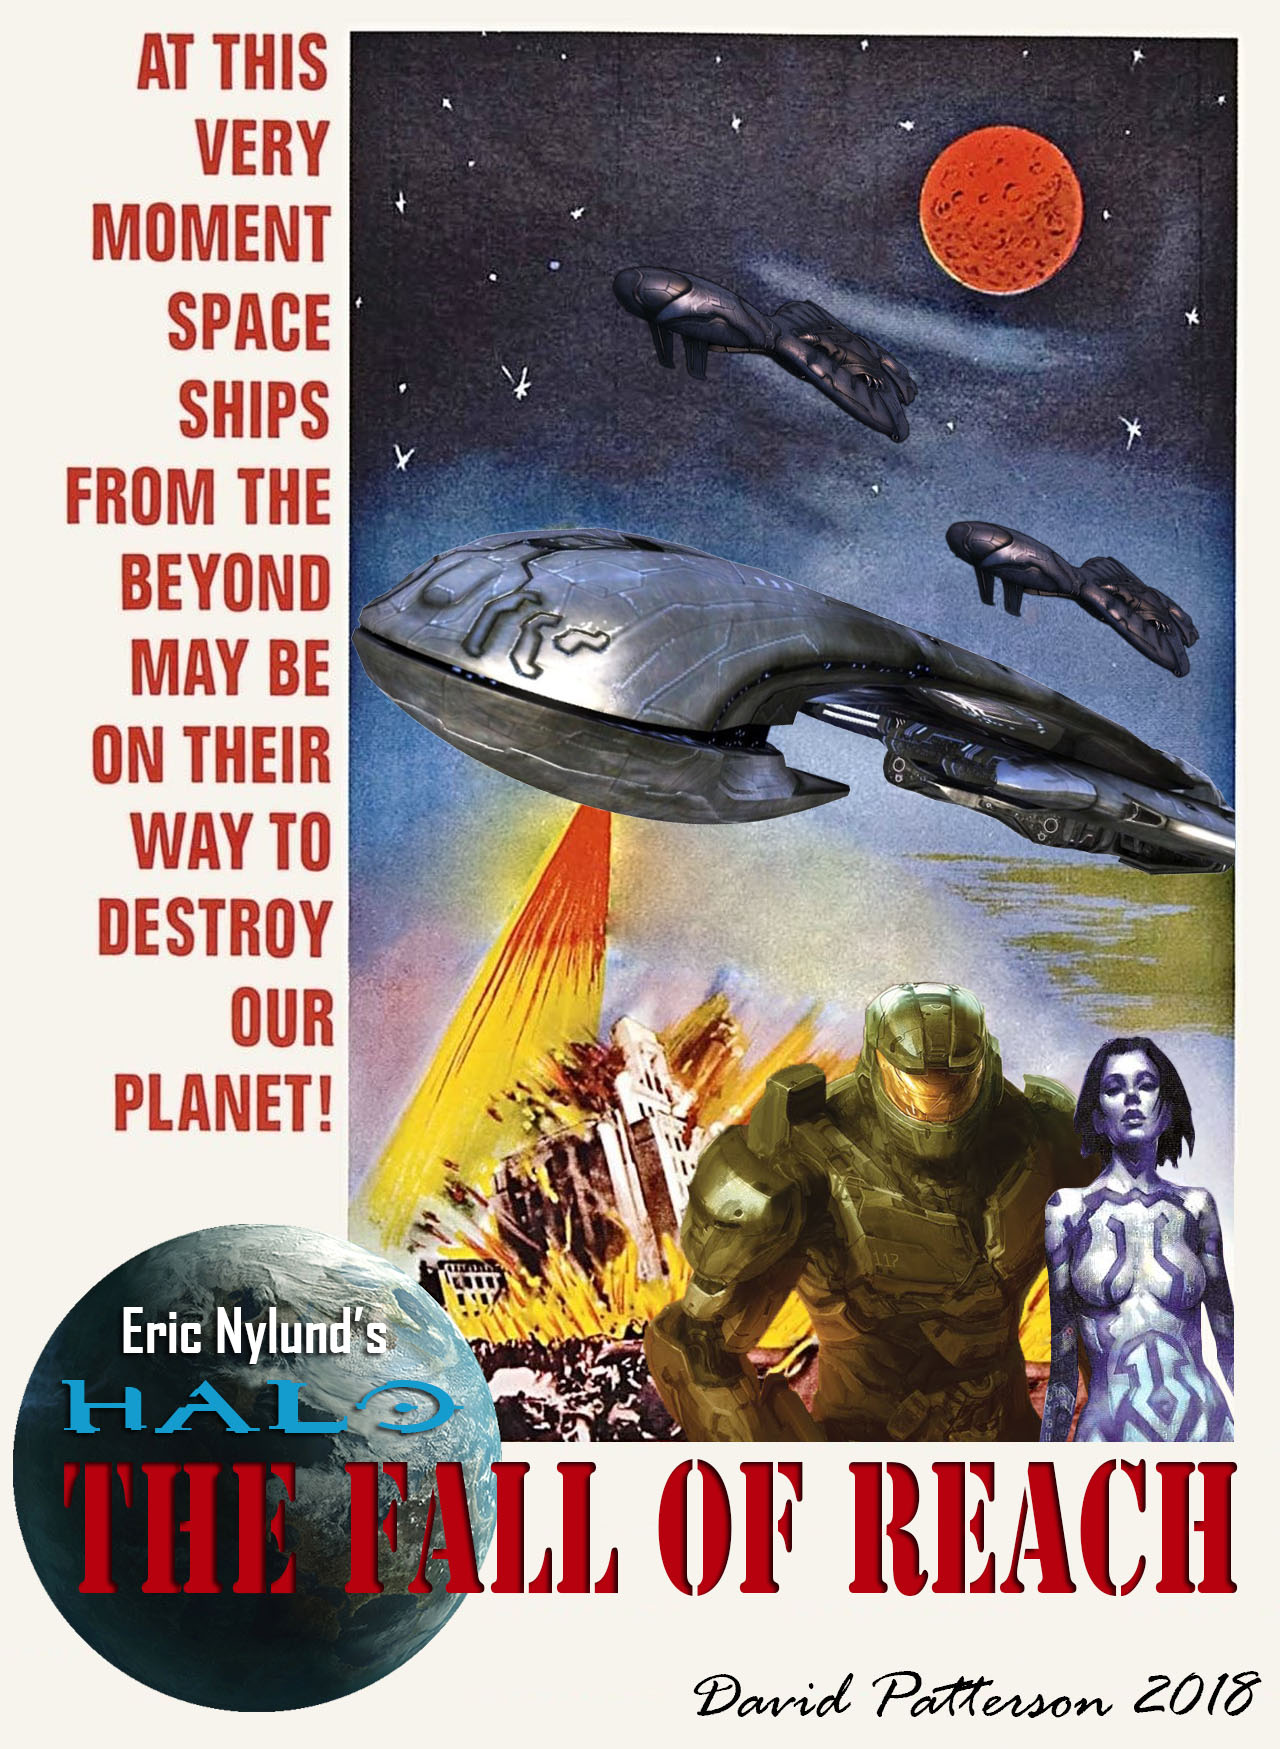 AT THIS
VERY
MOMENT
SPACE
SHIPS
FROM THE
BEYOND
MAY BE
ON THEIR
WAY TO
DESTROY
OUR
PLANET!
117
Eric Nylund's
HALO
THE FALL OF REACH
David Patterson 2018